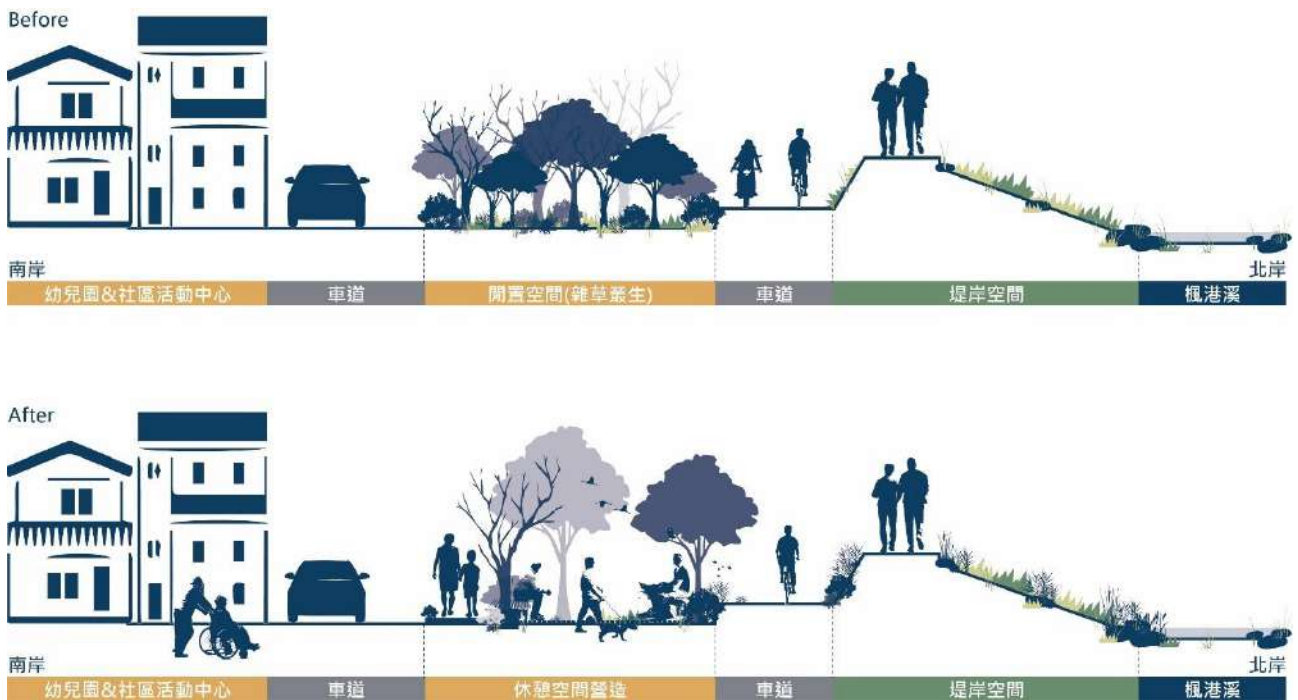 Before
南岸
北岸
幼兒園&社區活動中心
車道
閒置空間(雜草叢生)
車道
堤岸空間
楓港溪
After
南岸
北岸
幼兒園&社區活動中心
車道
休憩空間營造
車道
堤岸空間
楓港溪